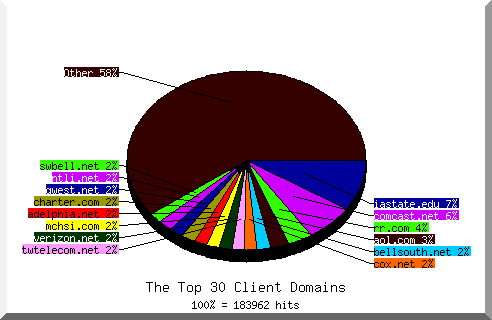 Other 58%
swbell.net 2%
ntli.net 2%
qwest.net 2%
charter.com 2%
adelphia.net 2%
mchsi.com 2%
verizon.net 2%
twtelecom.net 2%
iastate.edu 7%
comcast.net 6%
rr.com 4%
aol.com 3%
bellsouth.net 2%
cox.net 2%
The Top 30 Client Domains
100% = 183962 hits